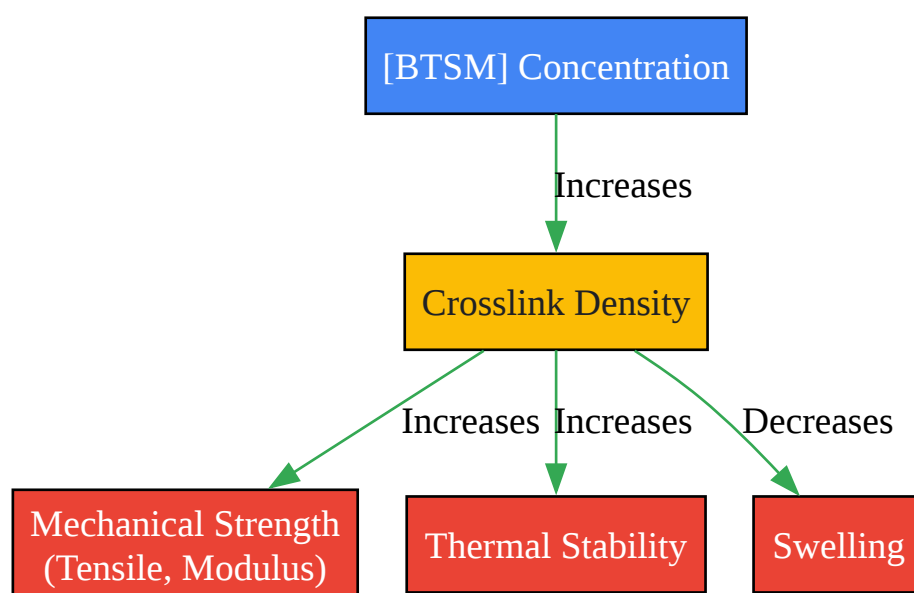 [BTSM] Concentration
Increases
Crosslink Density
Increases
Increases
Decreases
Mechanical Strength
(Tensile, Modulus)
Thermal Stability
Swelling